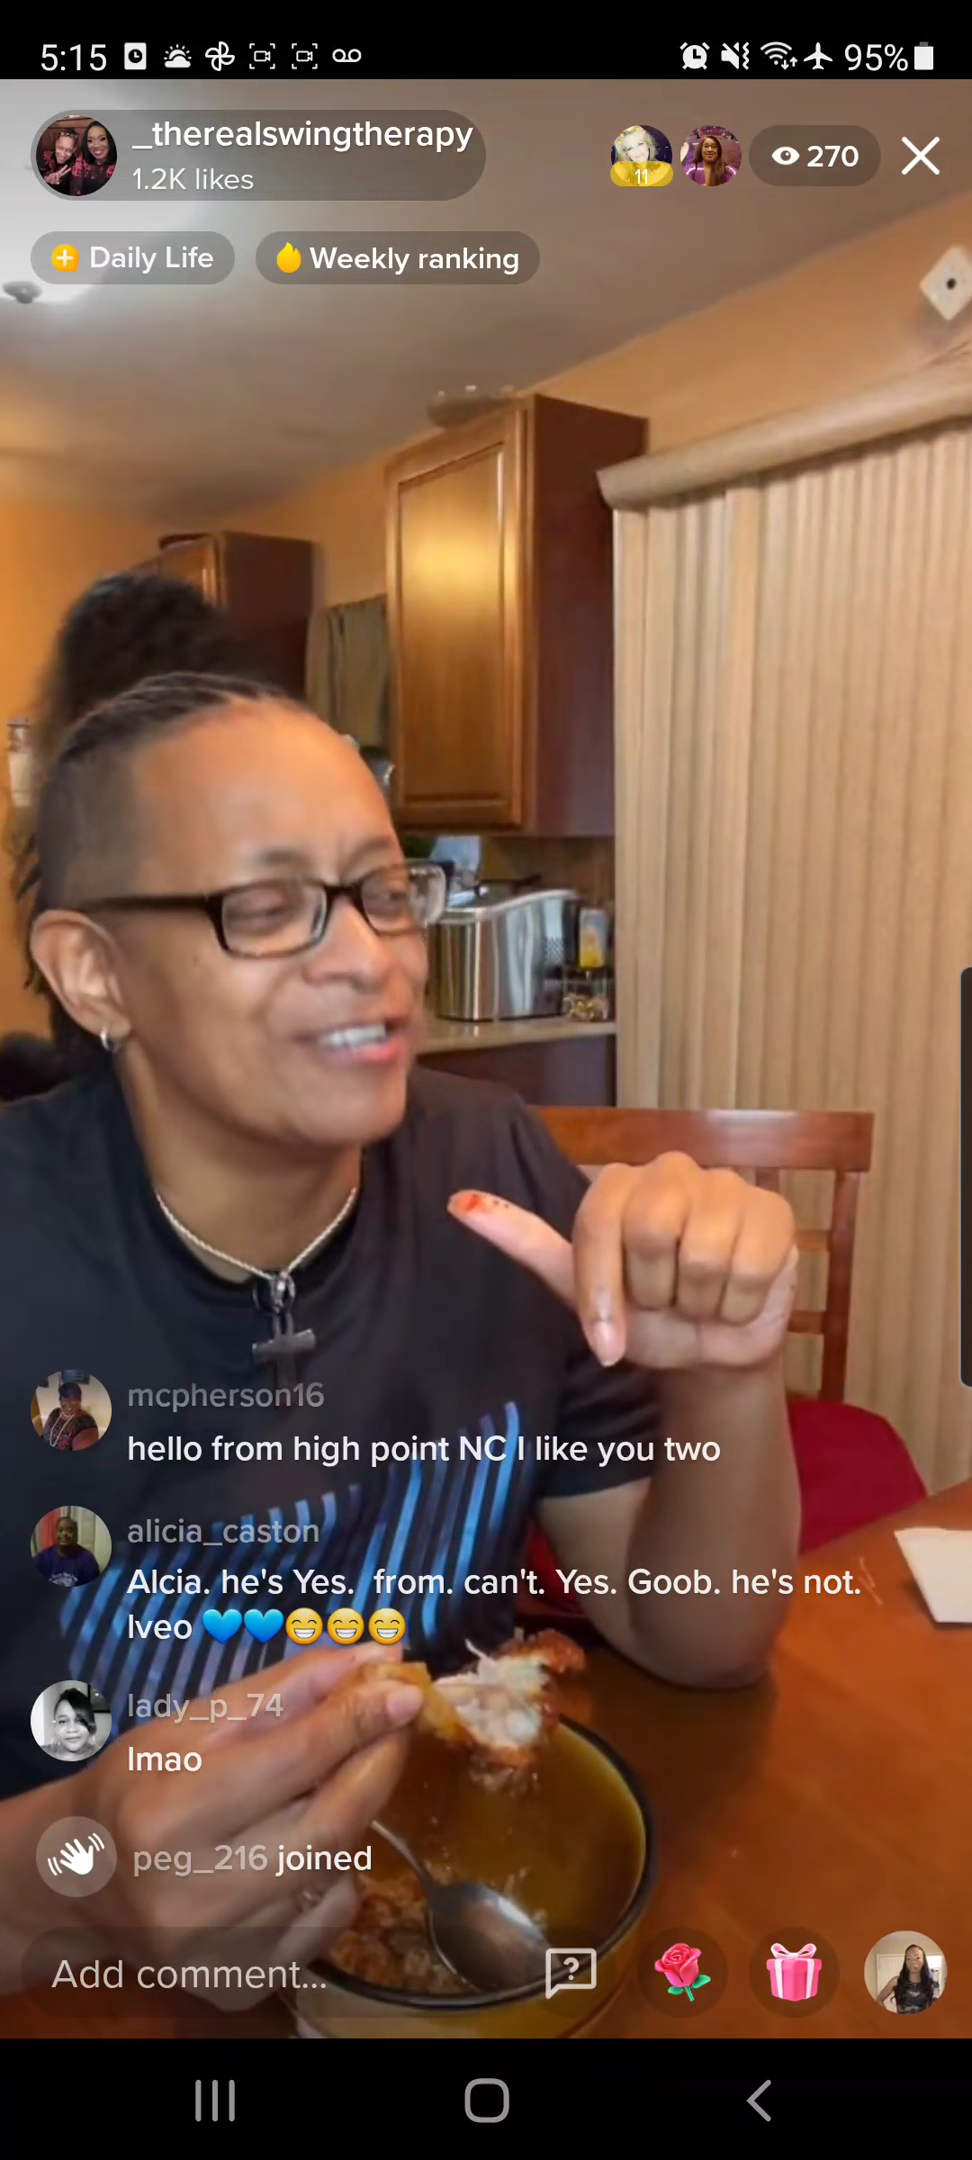 5:15
95%
_therealswingtherapy
1.2K likes
11
270
Daily Life
Weekly ranking
mcpherson16
hello from high point NC I like you two
alicia_caston
Alcia. he's Yes.  from. can't. Yes. Goob. he's not.
lveo 💙💙😁😁😁
lady_p_74
lmao
peg_216 joined
Add comment...